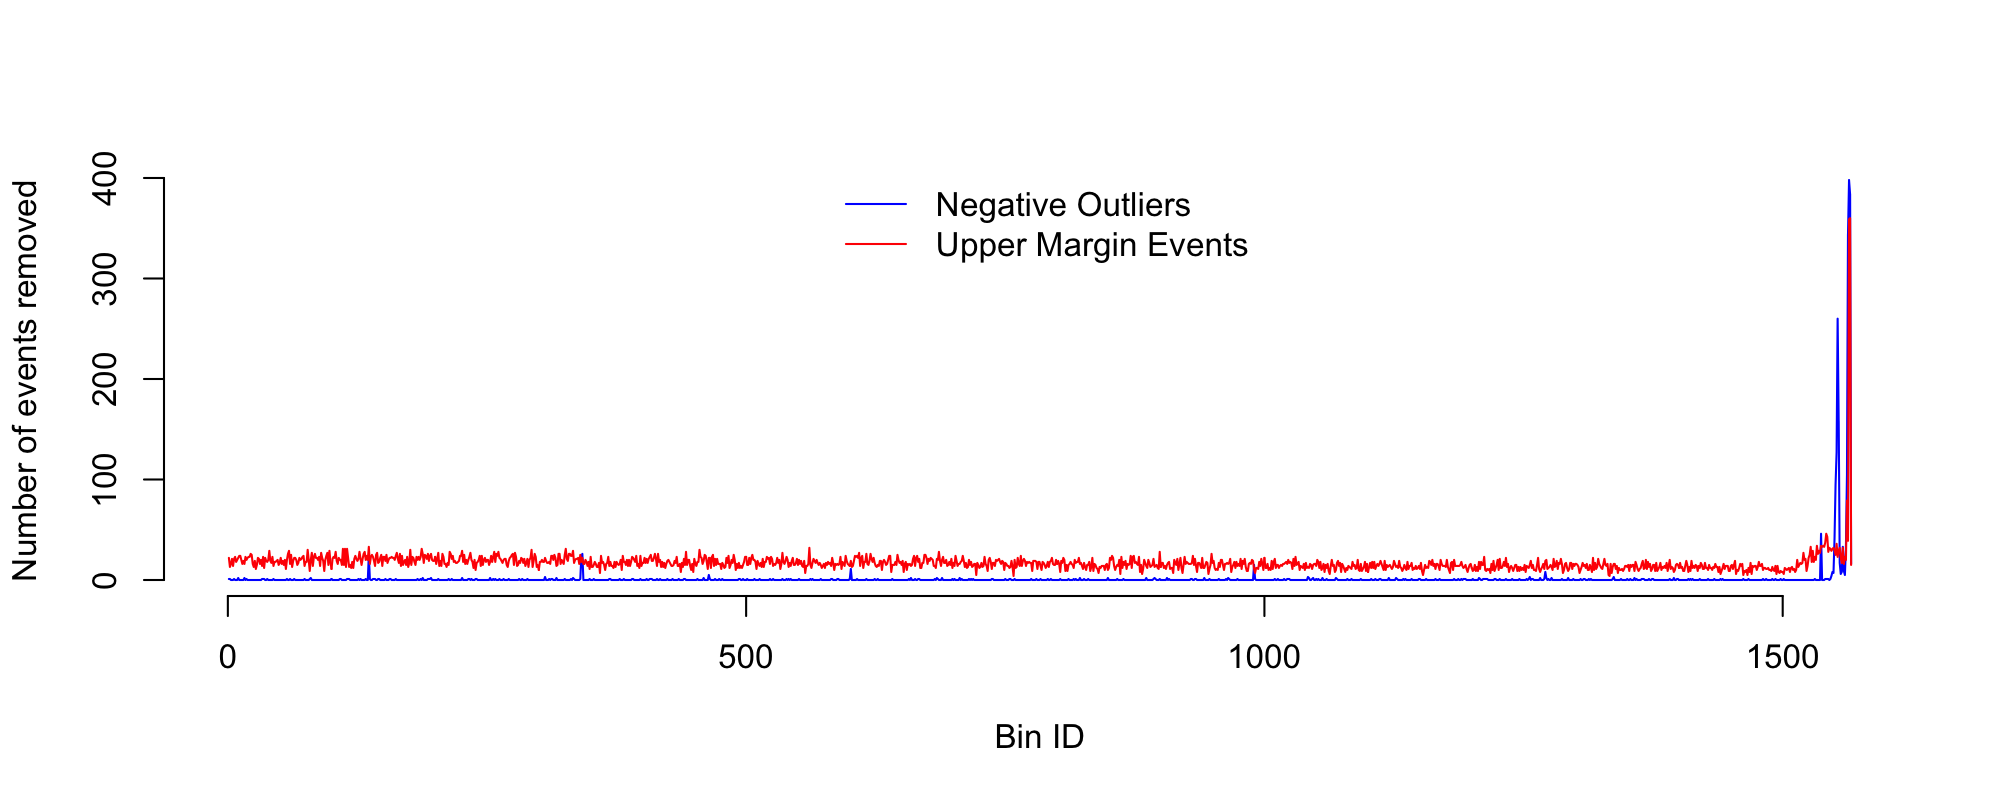 Number of events removed
400
300
200
100
0
Negative Outliers
Upper Margin Events
0 500 1000 1500
Bin ID